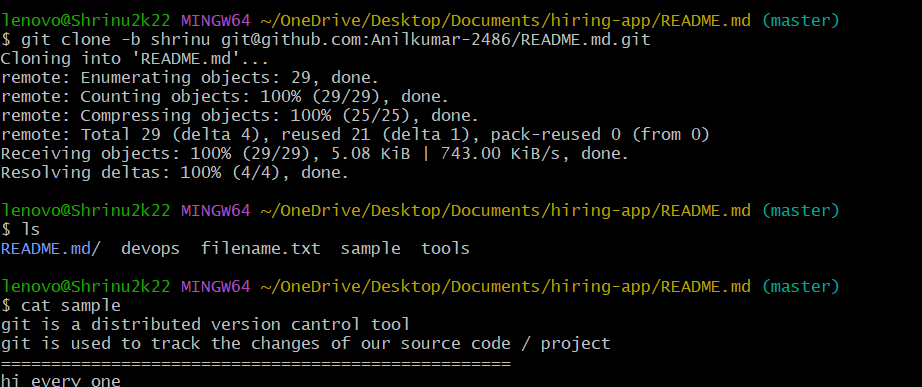 lenovo@Shrinu2k22 MINGW64 ~/OneDrive/Desktop/Documents/hiring-app/README.md (master)
$ git clone -b shrinu git@github.com:Anilkumar-2486/README.md.git
Cloning into 'README.md'...
remote: Enumerating objects: 29, done.
remote: Counting objects: 100% (29/29), done.
remote: Compressing objects: 100% (25/25), done.
remote: Total 29 (delta 4), reused 21 (delta 1), pack-reused 0 (from 0)
Receiving objects: 100% (29/29), 5.08 KiB | 743.00 KiB/s, done.
Resolving deltas: 100% (4/4), done.
lenovo@Shrinu2k22 MINGW64 ~/OneDrive/Desktop/Documents/hiring-app/README.md (master)
$ ls
README.md/  devops  filename.txt  sample  tools
lenovo@Shrinu2k22 MINGW64 ~/OneDrive/Desktop/Documents/hiring-app/README.md (master)
$ cat sample
git is a distributed version cantrol tool
git is used to track the changes of our source code / project
===================================================
hi every one